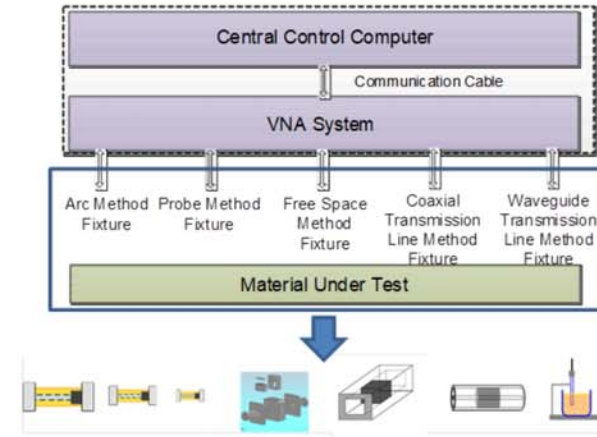 Central Control Computer
Communication Cable
VNA System
Arc Method
Fixture
Probe Method
Fixture
Free Space
Method
Fixture
Coaxial
Transmission
Line Method
Fixture
Waveguide
Transmission
Line Method
Fixture
Material Under Test